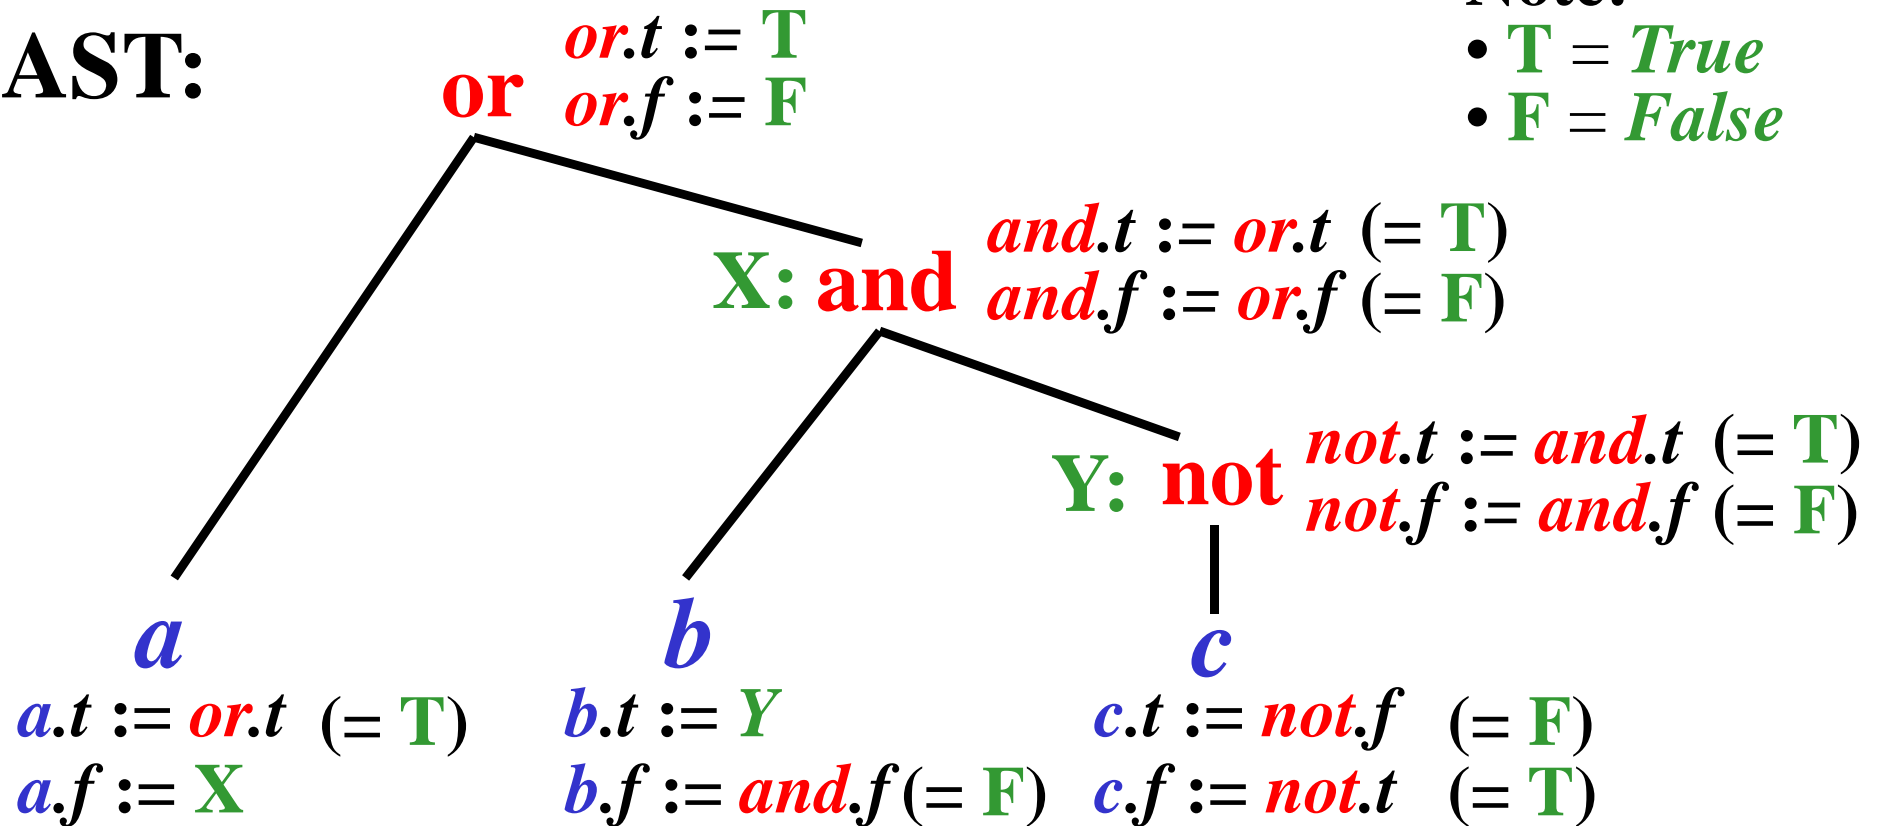 AST:
or
or.t := T
or.f := F
Note:
• T = True
• F = False
X: and
and.t := or.t (= T)
and.f := or.f (= F)
Y: not
not.t := and.t (= T)
not.f := and.f (= F)
a
b
c
a.t := or.t (= T)
a.f := X
b.t := Y
b.f := and.f (= F)
c.t := not.f (= F)
c.f := not.t (= T)